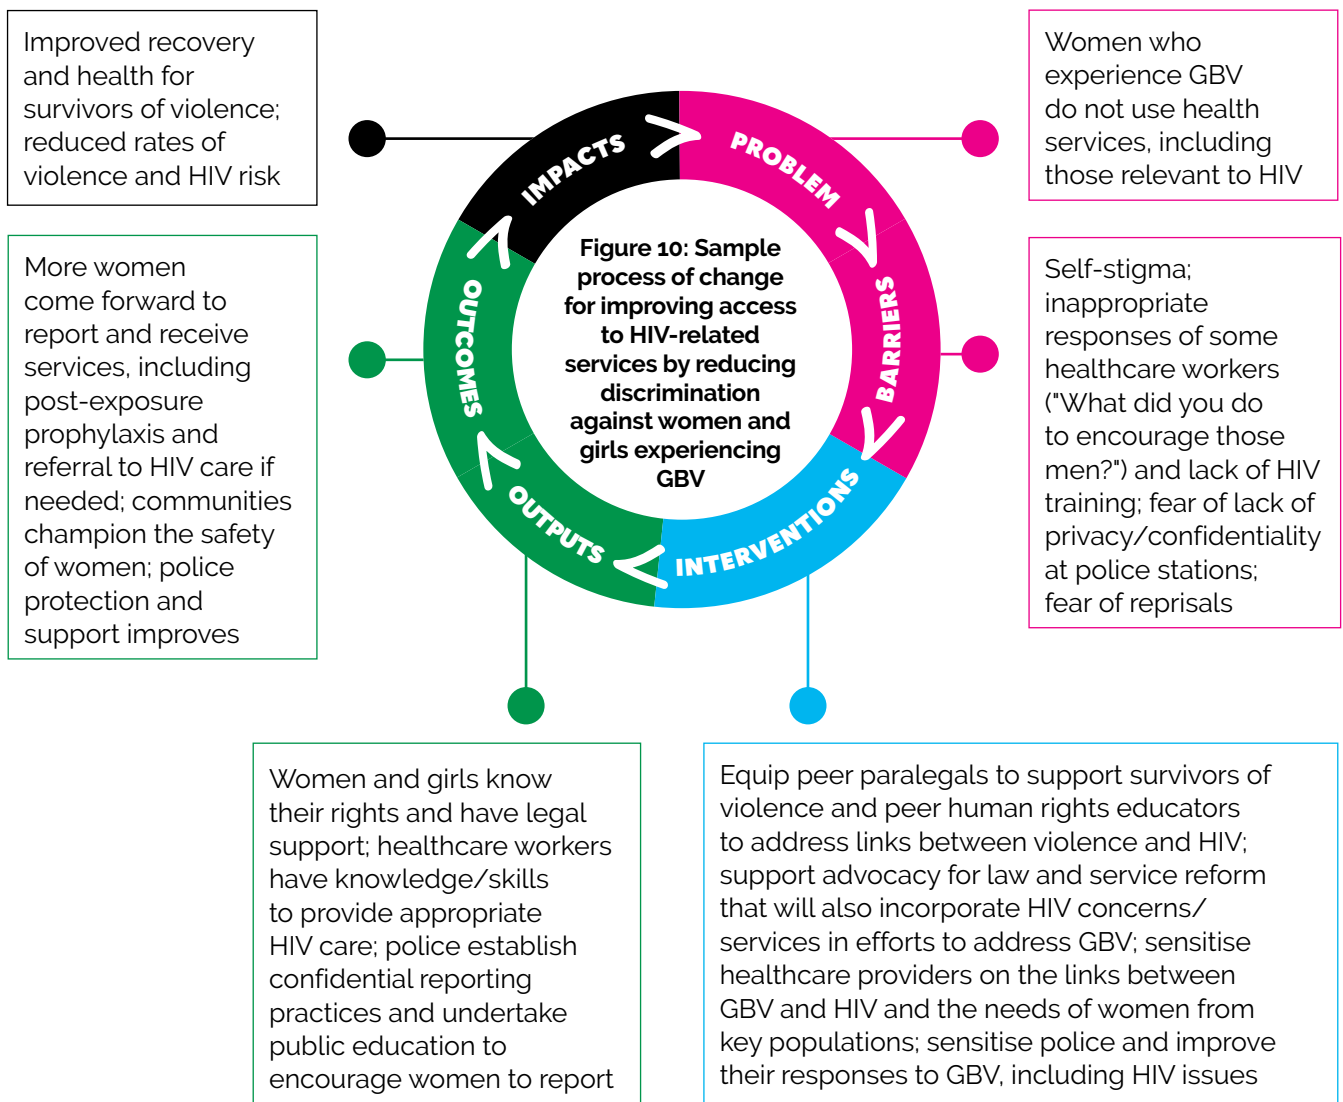 Improved recovery
and health for
survivors of violence;
reduced rates of
violence and HIV risk
More women
come forward to
report and receive
services, including
post-exposure
prophylaxis and
referral to HIV care if
needed; communities
champion the safety
of women; police
protection and
support improves
IMPACTS
PROBLEM
BARRIERS
INTERVENTIONS
OUTPUTS
OUTCOMES
Figure 10: Sample
process of change
for improving access
to HIV-related
services by reducing
discrimination
against women and
girls experiencing
GBV
Women who
experience GBV
do not use health
services, including
those relevant to HIV
Self-stigma;
inappropriate
responses of some
healthcare workers
("What did you do
to encourage those
men?") and lack of HIV
training; fear of lack of
privacy/confidentiality
at police stations;
fear of reprisals
Women and girls know
their rights and have legal
support; healthcare workers
have knowledge/skills
to provide appropriate
HIV care; police establish
confidential reporting
practices and undertake
public education to
encourage women to report
Equip peer paralegals to support survivors of
violence and peer human rights educators
to address links between violence and HIV;
support advocacy for law and service reform
that will also incorporate HIV concerns/
services in efforts to address GBV; sensitise
healthcare providers on the links between
GBV and HIV and the needs of women from
key populations; sensitise police and improve
their responses to GBV, including HIV issues